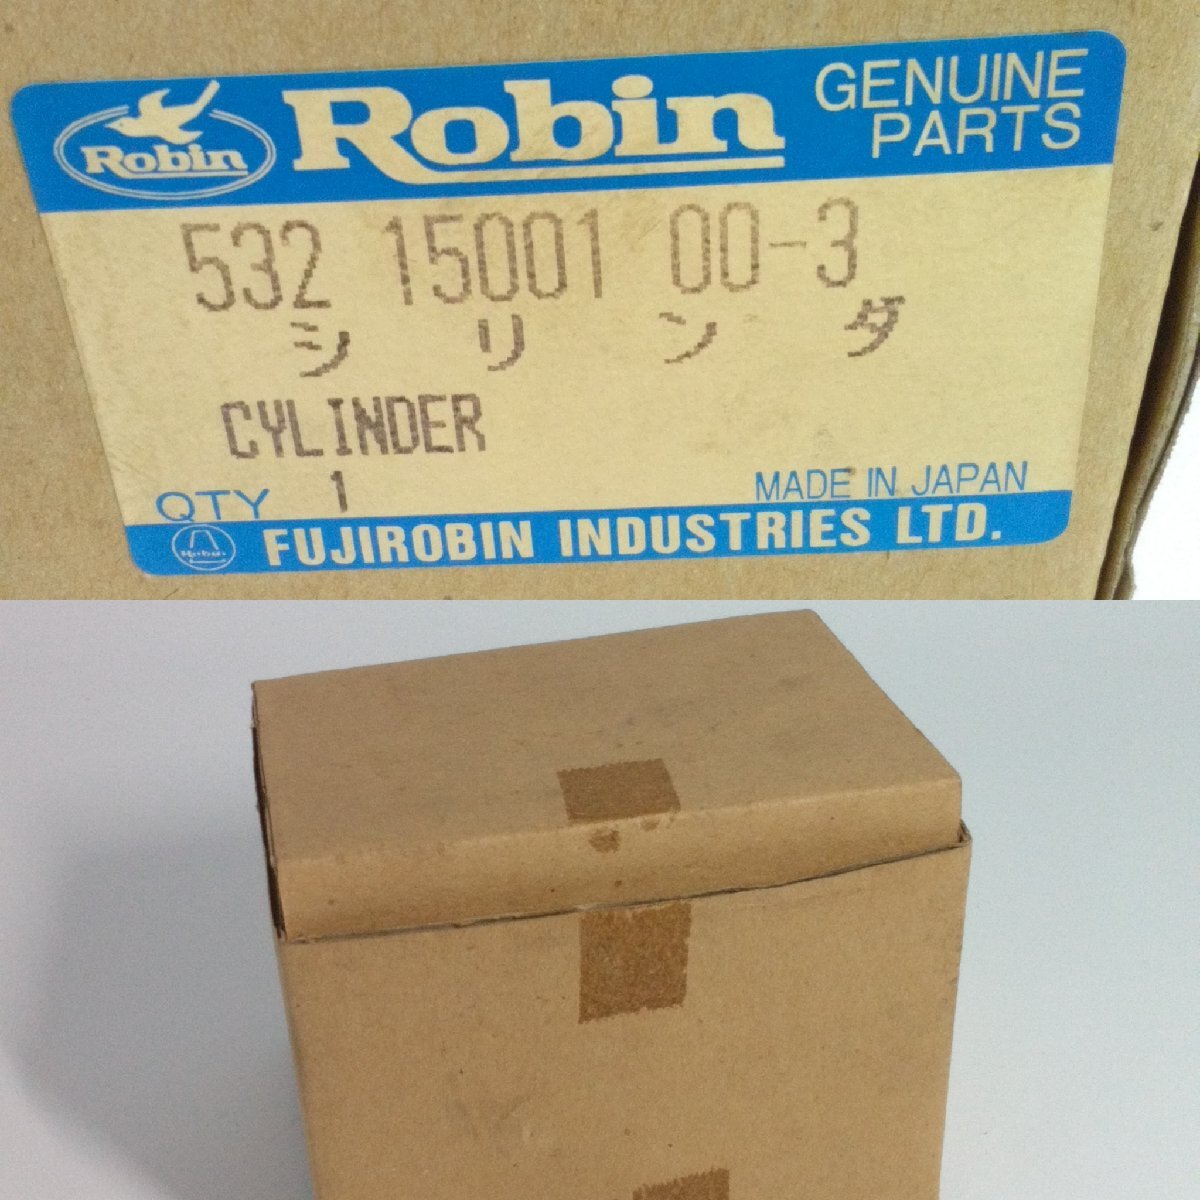 Robin
Robin
GENUINE
PARTS
532 15001 00-3
シリンダ
CYLINDER
QTY 1
MADE IN JAPAN
Robin
FUJIROBIN INDUSTRIES LTD.